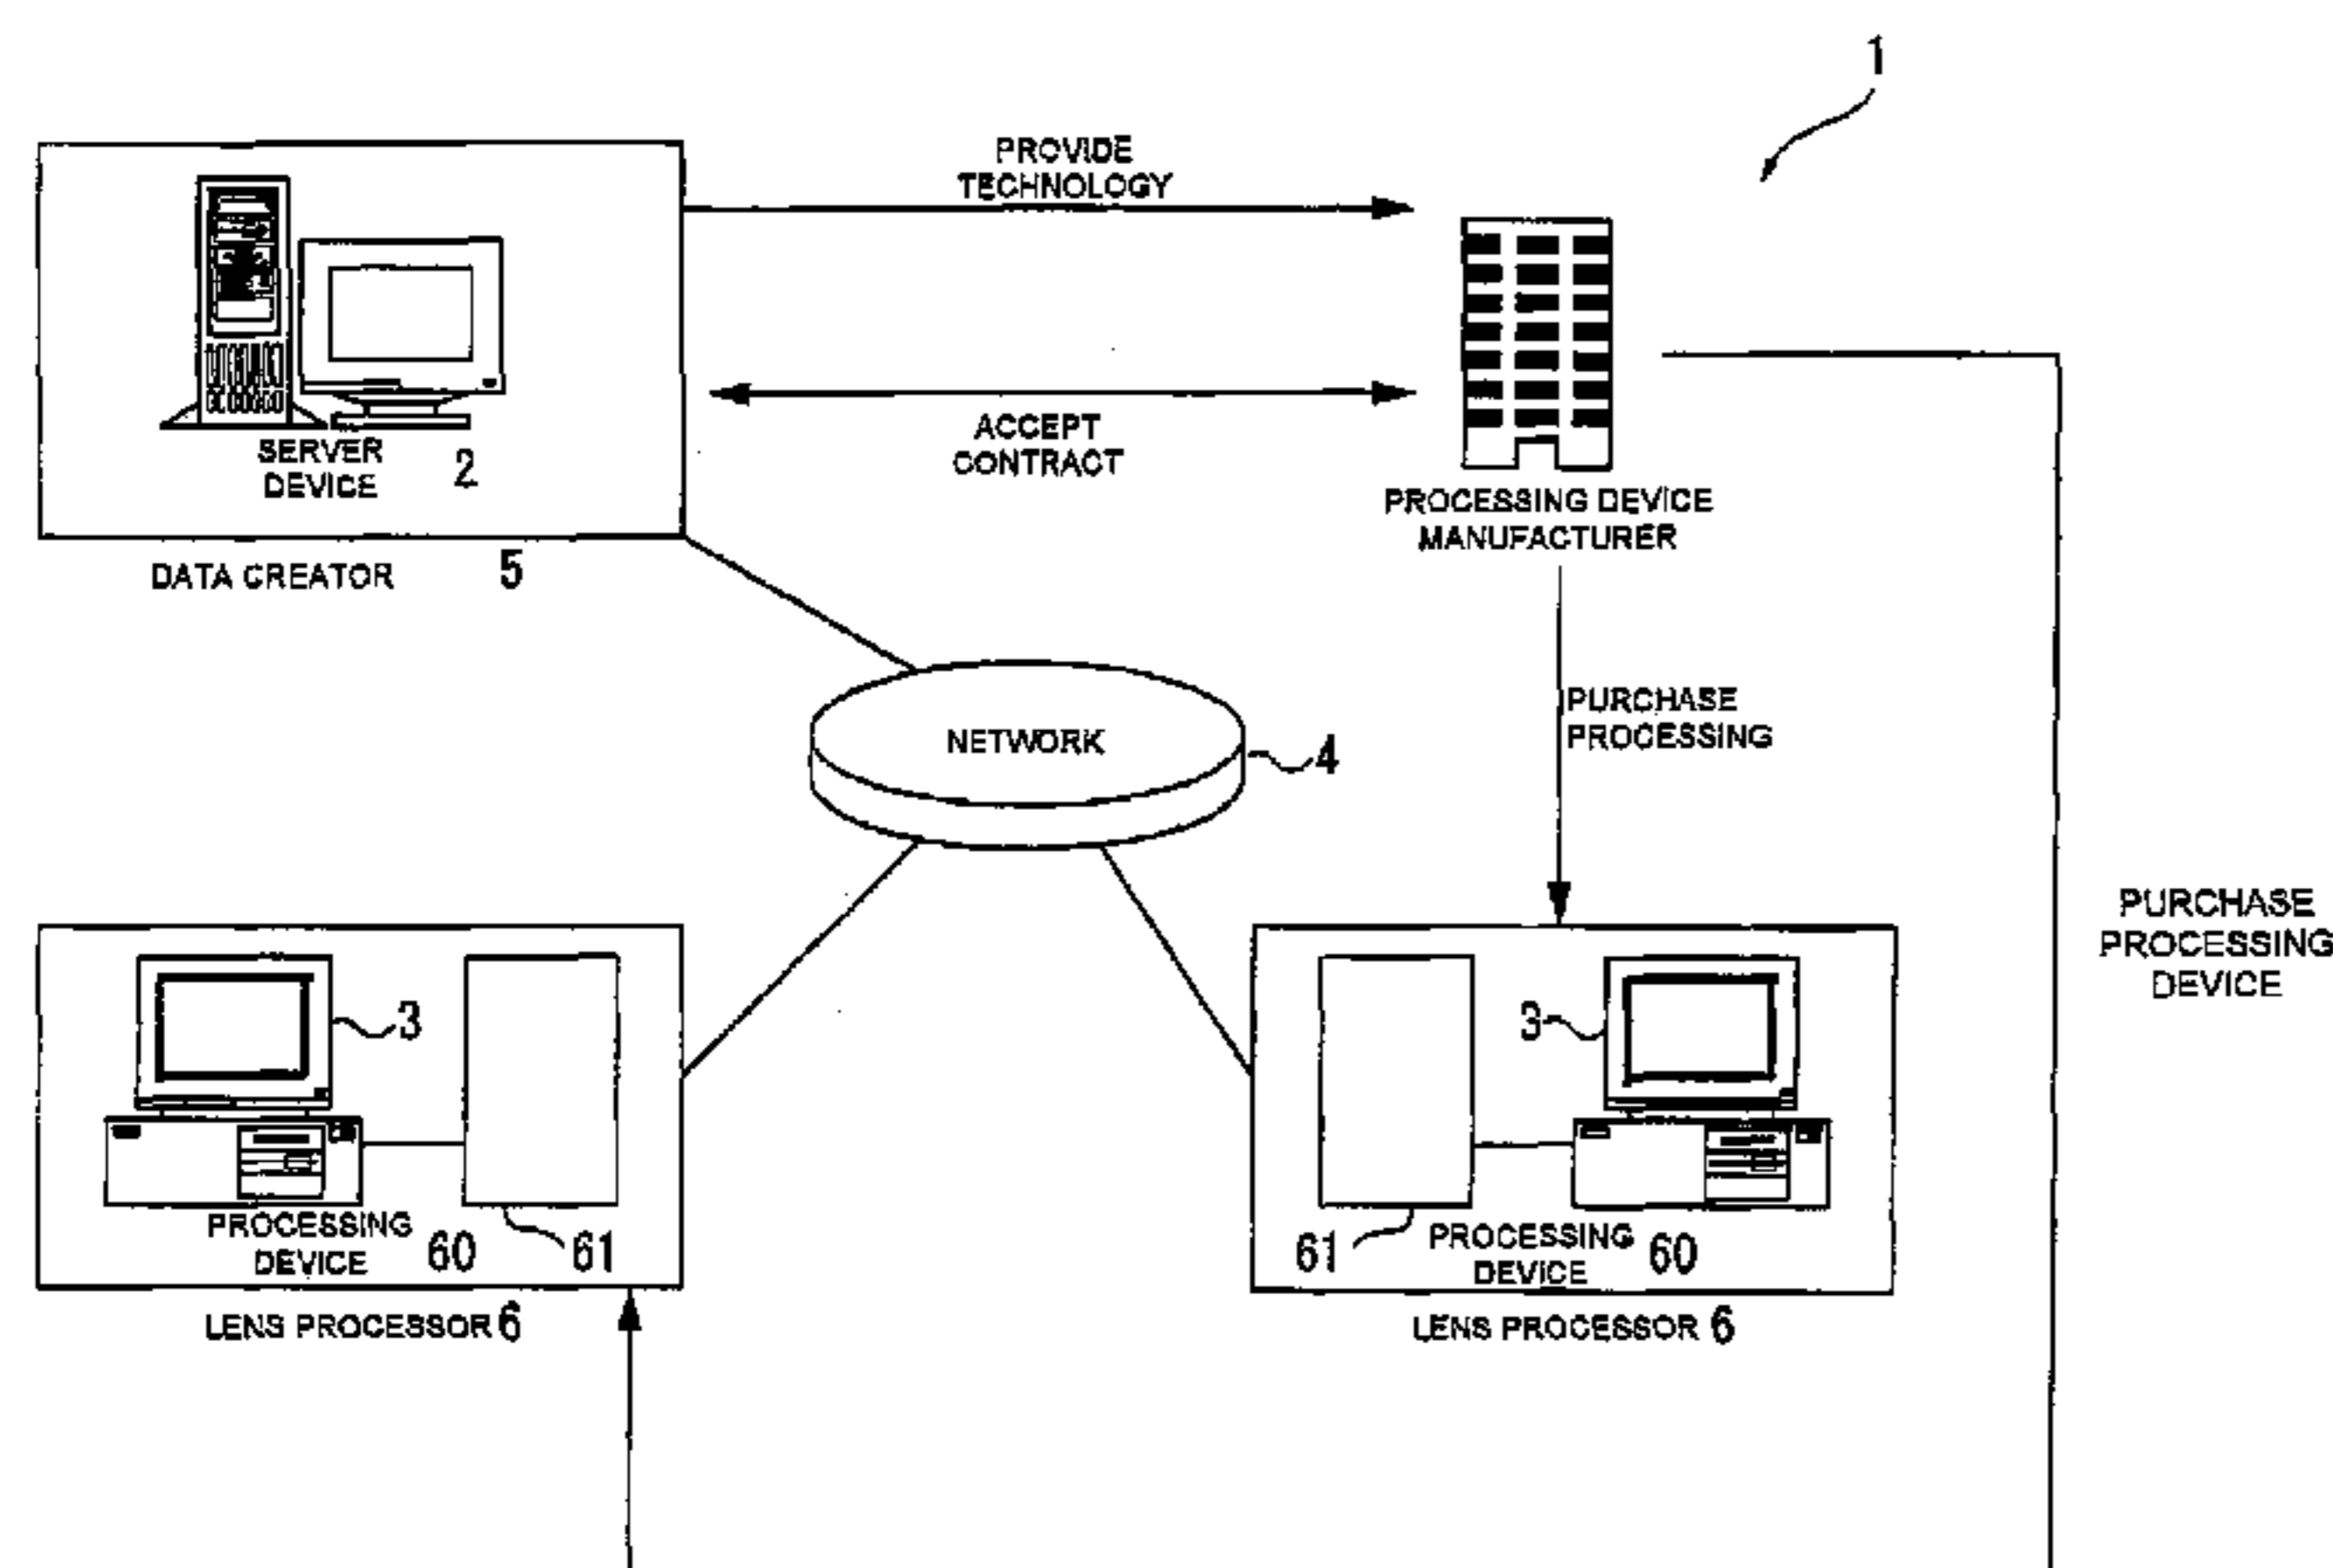 1
PROVIDE
TECHNOLOGY
SERVER
DEVICE 2
ACCEPT
CONTRACT
PROCESSING DEVICE
MANUFACTURER
DATA CREATOR 5
PURCHASE
PROCESSING
NETWORK
4
PURCHASE
PROCESSING
DEVICE
3
3
PROCESSING
DEVICE 60 61
61 PROCESSING
DEVICE 60
LENS PROCESSOR 6
LENS PROCESSOR 6